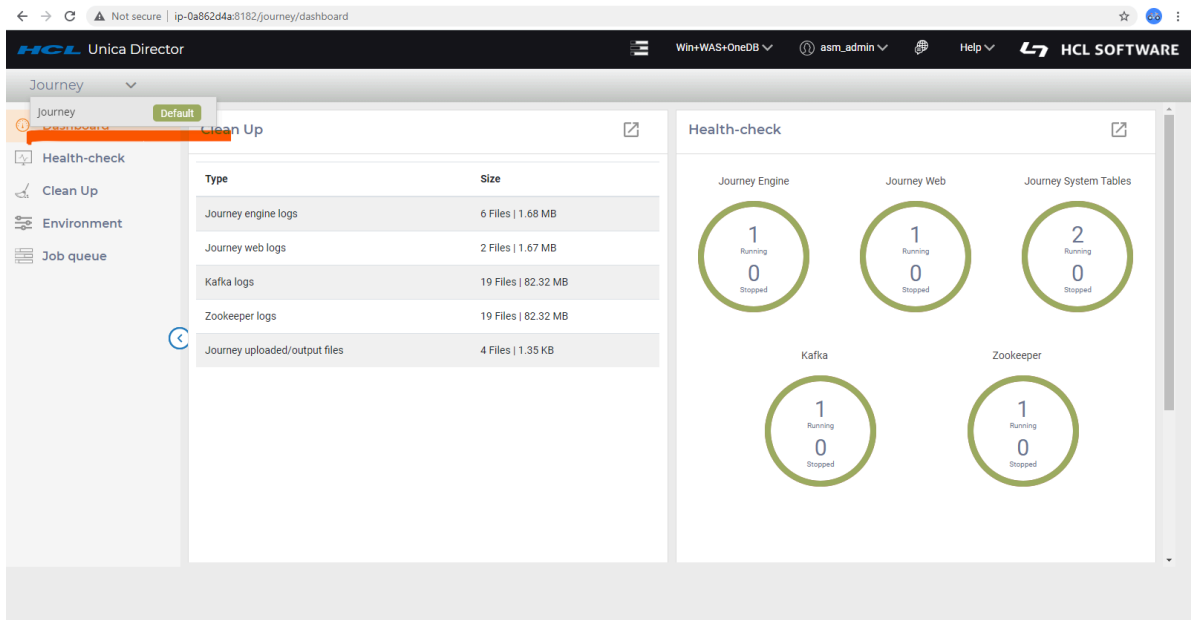 Not secure | ip-0a862d4a:8182/journey/dashboard
HCL Unica Director
Win+WAS+OneDB
asm_admin
Help
HCL SOFTWARE
Journey
Journey Default
Dashboard
Health-check
Clean Up
Environment
Job queue
Clean Up
Type Size
Journey engine logs 6 Files | 1.68 MB
Journey web logs 2 Files | 1.67 MB
Kafka logs 19 Files | 82.32 MB
Zookeeper logs 19 Files | 82.32 MB
Journey uploaded/output files 4 Files | 1.35 KB
Health-check
Journey Engine
1
Running
0
Stopped
Journey Web
1
Running
0
Stopped
Journey System Tables
2
Running
0
Stopped
Kafka
1
Running
0
Stopped
Zookeeper
1
Running
0
Stopped